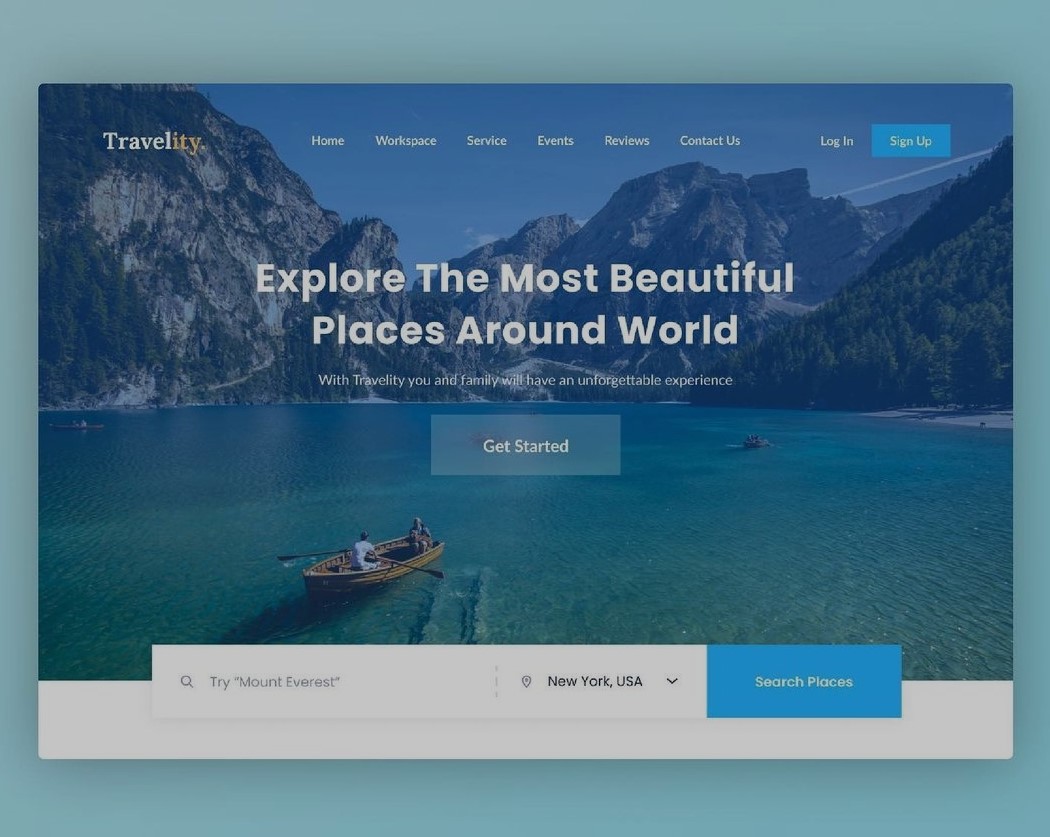 Travelity.
Home Workspace Service Events Reviews Contact Us Log In Sign Up
Explore The Most Beautiful
Places Around World
With Travelity you and family will have an unforgettable experience
Get Started
Try "Mount Everest" New York, USA Search Places